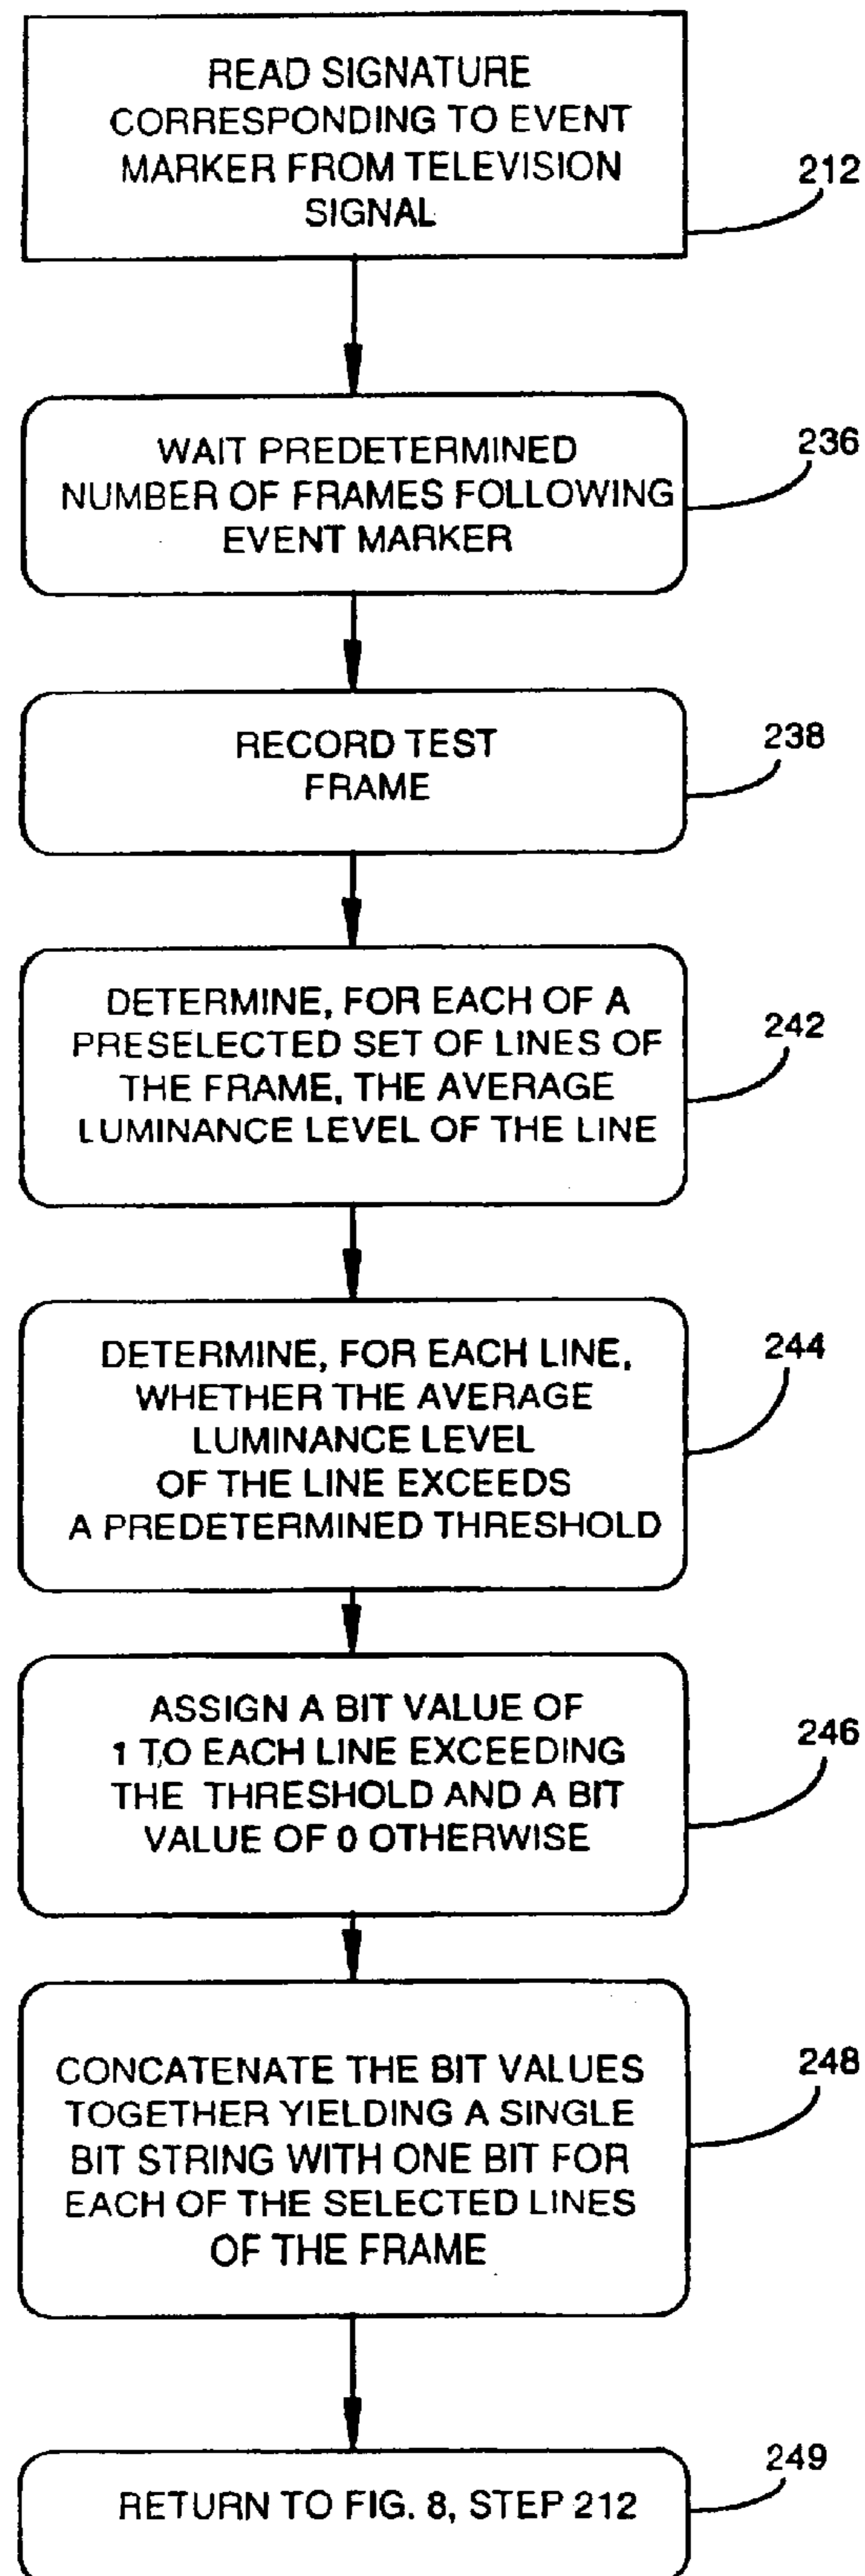 READ SIGNATURE
CORRESPONDING TO EVENT
MARKER FROM TELEVISION
SIGNAL
212
WAIT PREDETERMINED
NUMBER OF FRAMES FOLLOWING
EVENT MARKER
236
RECORD TEST
FRAME
238
DETERMINE, FOR EACH OF A
PRESELECTED SET OF LINES OF
THE FRAME, THE AVERAGE
LUMINANCE LEVEL OF THE LINE
242
DETERMINE, FOR EACH LINE,
WHETHER THE AVERAGE
LUMINANCE LEVEL
OF THE LINE EXCEEDS
A PREDETERMINED THRESHOLD
244
ASSIGN A BIT VALUE OF
1 TO EACH LINE EXCEEDING
THE THRESHOLD AND A BIT
VALUE OF 0 OTHERWISE
246
CONCATENATE THE BIT VALUES
TOGETHER YIELDING A SINGLE
BIT STRING WITH ONE BIT FOR
EACH OF THE SELECTED LINES
OF THE FRAME
248
RETURN TO FIG. 8, STEP 212
249